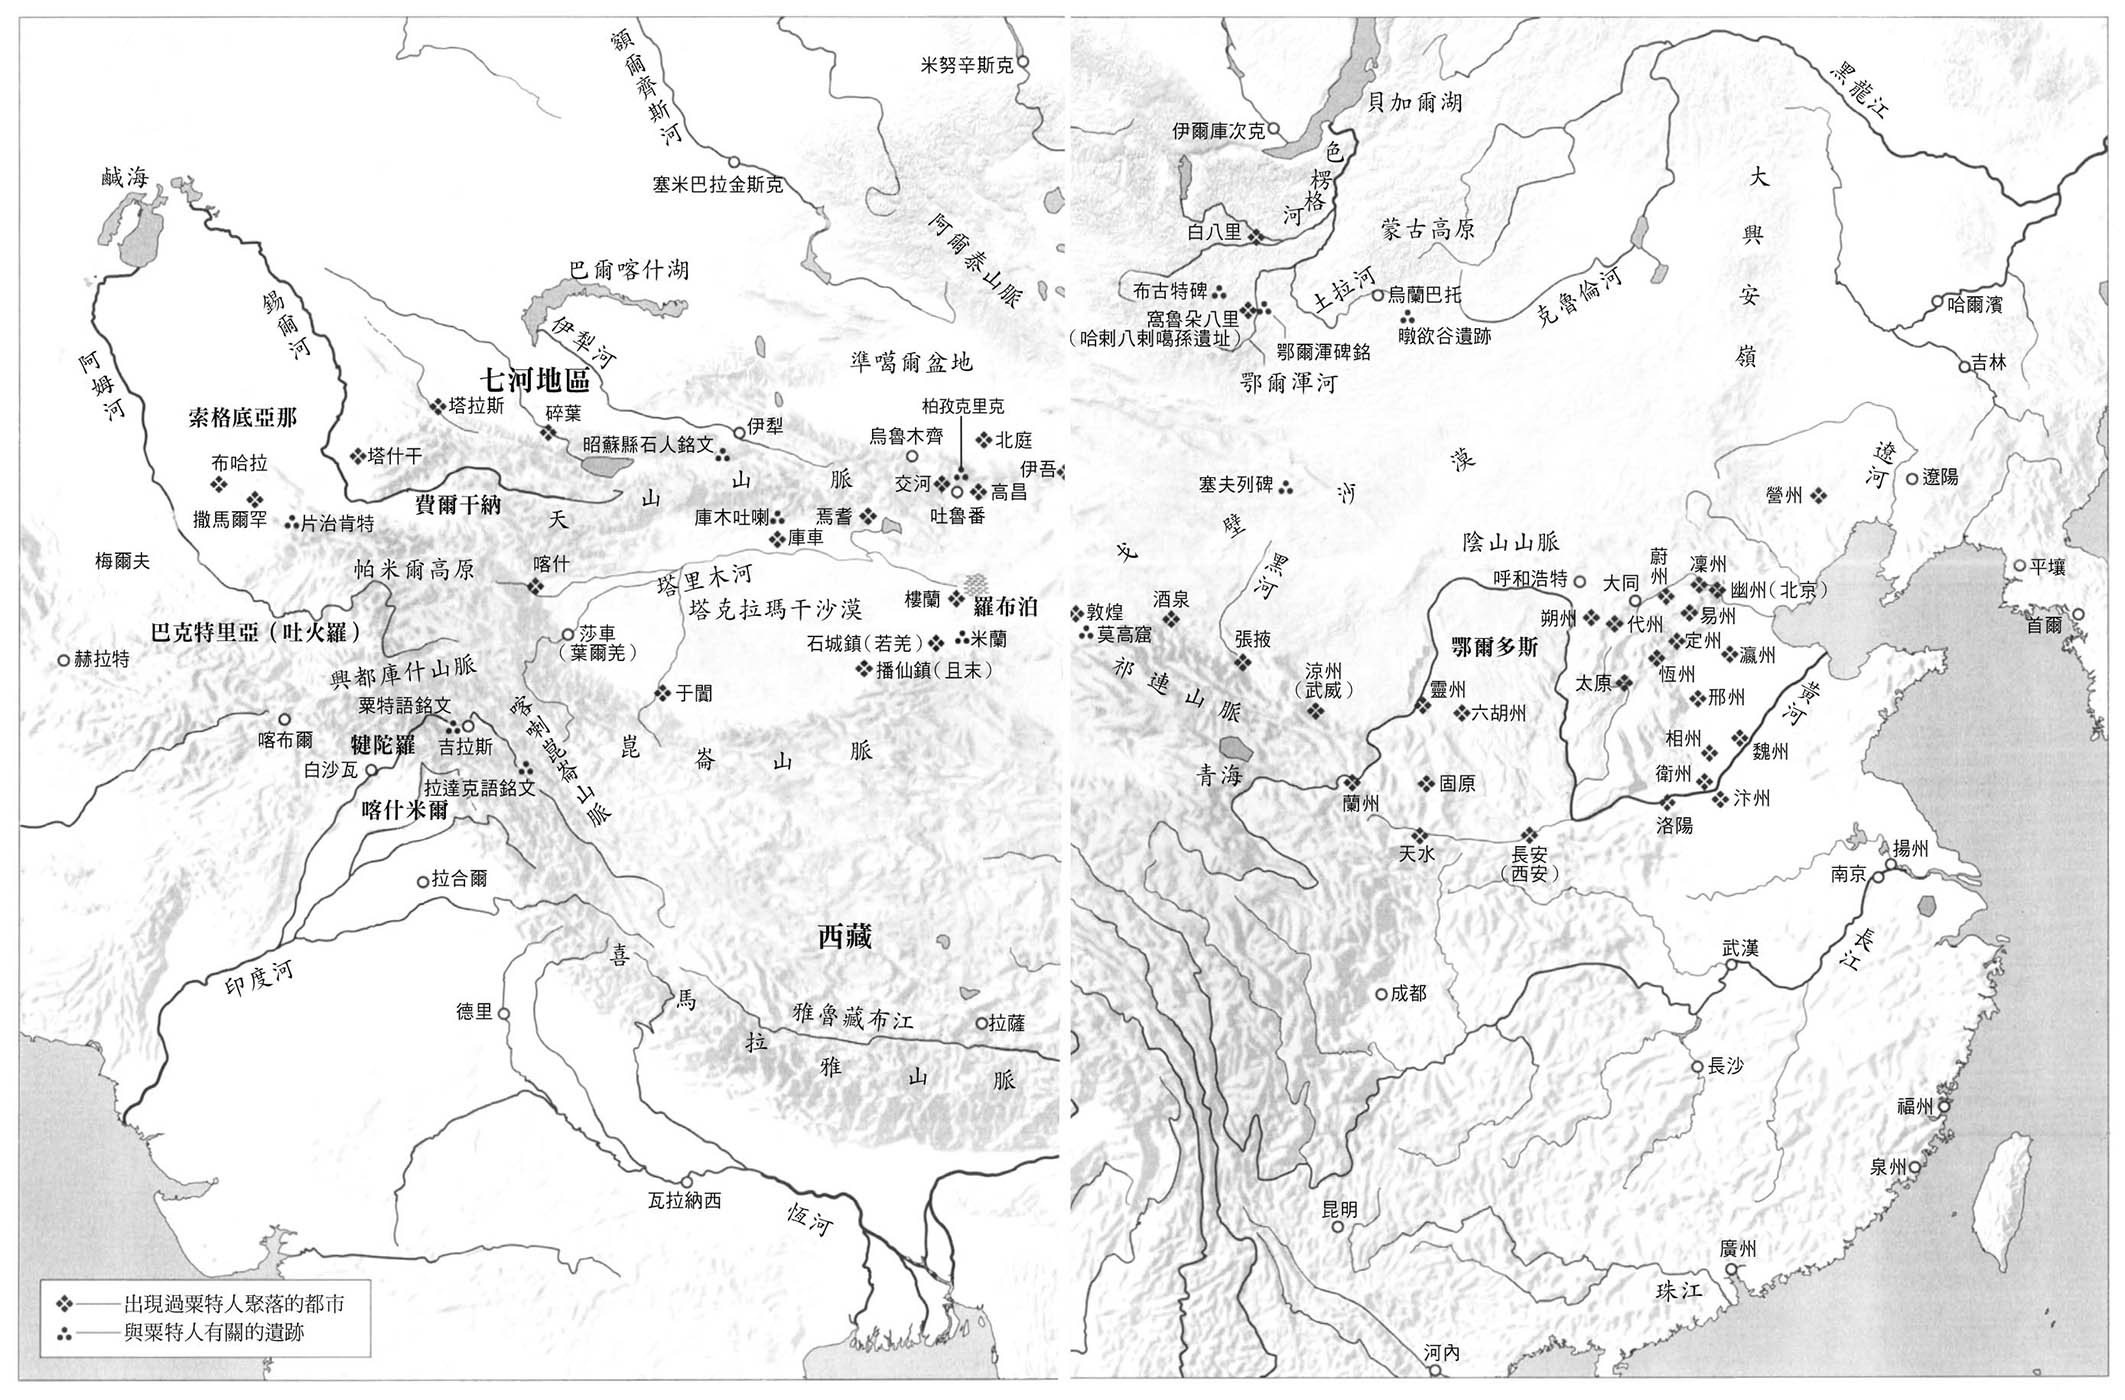 額爾齊斯河
米努辛斯克
鹹海
塞米巴拉金斯克
阿爾泰山脈
巴爾喀什湖
錫爾河
伊犁河
阿姆河
準噶爾盆地
七河地區
索格底亞那
塔拉斯
碎葉
柏孜克里克
伊犁
烏魯木齊
北庭
昭蘇縣石人銘文
塔什干
布哈拉
伊吾
交河
高昌
吐魯番
費爾干納
天山山脈
撒馬爾罕
片治肯特
庫木吐喇
焉耆
庫車
梅爾夫
帕米爾高原
喀什
塔里木河
塔克拉瑪干沙漠
樓蘭
羅布泊
巴克特里亞（吐火羅）
莎車
（葉爾羌）
石城鎮（若羌）
米蘭
赫拉特
興都庫什山脈
播仙鎮（且末）
于闐
粟特語銘文
喀喇崑崙山脈
喀布爾
犍陀羅
吉拉斯
崑崙山脈
白沙瓦
拉達克語銘文
喀什米爾
拉合爾
西藏
印度河
喜馬拉雅山脈
德里
雅魯藏布江
拉薩
瓦拉納西
恆河
出現過粟特人聚落的都市
與粟特人有關的遺跡
貝加爾湖
黑龍江
伊爾庫次克
色楞格河
大興安嶺
白八里
蒙古高原
布古特碑
土拉河
烏蘭巴托
克魯倫河
哈爾濱
窩魯朵八里
（哈剌八剌噶孫遺址）
暾欲谷遺跡
鄂爾渾碑銘
鄂爾渾河
吉林
遼河
遼陽
塞夫列碑
戈壁沙漠
營州
黑河
陰山山脈
呼和浩特
大同
蔚州
凜州
幽州（北京）
平壤
敦煌
莫高窟
酒泉
朔州
代州
易州
首爾
張掖
鄂爾多斯
定州
恆州
瀛州
祁連山脈
涼州
（武威）
太原
靈州
六胡州
邢州
黃河
相州
魏州
青海
蘭州
固原
衛州
汴州
洛陽
天水
長安
（西安）
揚州
南京
長江
武漢
成都
長沙
福州
泉州
昆明
廣州
珠江
河內